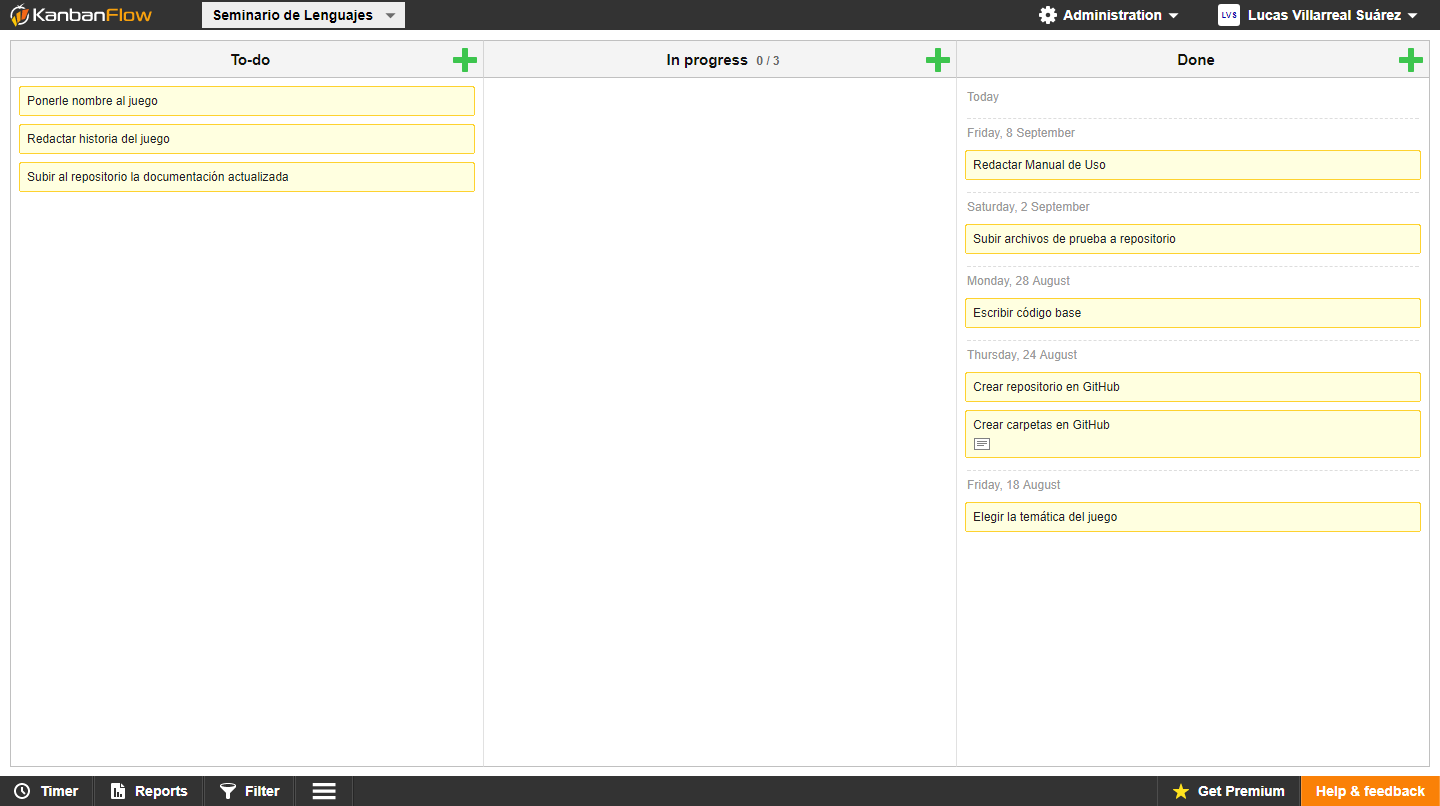 KanbanFlow
Seminario de Lenguajes
Administration
LVS
Lucas Villarreal Suárez
To-do
Ponerle nombre al juego
Redactar historia del juego
Subir al repositorio la documentación actualizada
In progress 0 / 3
Done
Today
Friday, 8 September
Redactar Manual de Uso
Saturday, 2 September
Subir archivos de prueba a repositorio
Monday, 28 August
Escribir código base
Thursday, 24 August
Crear repositorio en GitHub
Crear carpetas en GitHub
Friday, 18 August
Elegir la temática del juego
Timer
Reports
Filter
Get Premium
Help & feedback